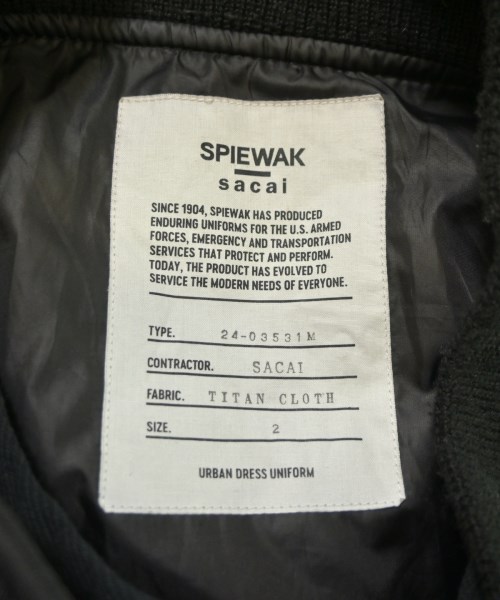 SPIEWAK
sacai
SINCE 1904, SPIEWAK HAS PRODUCED
ENDURING UNIFORMS FOR THE U.S. ARMED
FORCES, EMERGENCY AND TRANSPORTATION
SERVICES THAT PROTECT AND PERFORM.
TODAY, THE PRODUCT HAS EVOLVED TO
SERVICE THE MODERN NEEDS OF EVERYONE.
TYPE. 24-03531M
CONTRACTOR. SACAI
FABRIC. TITAN CLOTH
SIZE. 2
URBAN DRESS UNIFORM